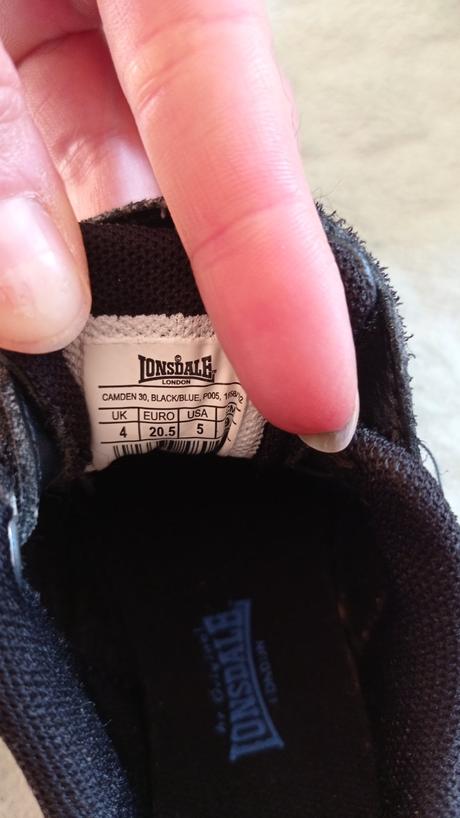 LONSDALE
LONDON
CAMDEN 30, BLACK/BLUE, P005,
UK EURO USA
4 20.5 5
LONSDALE
LONDON